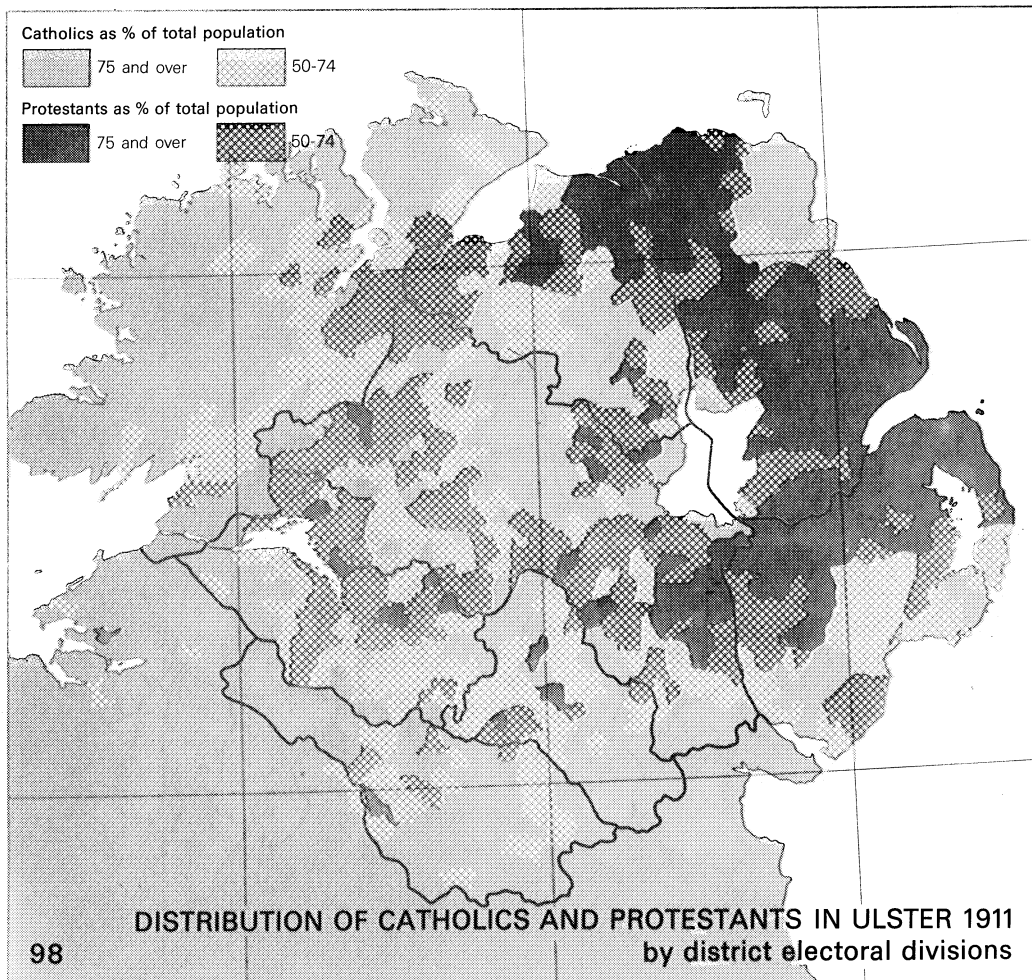 Catholics as % of total population
75 and over 50-74
Protestants as % of total population
75 and over 50-74
DISTRIBUTION OF CATHOLICS AND PROTESTANTS IN ULSTER 1911
98 by district electoral divisions